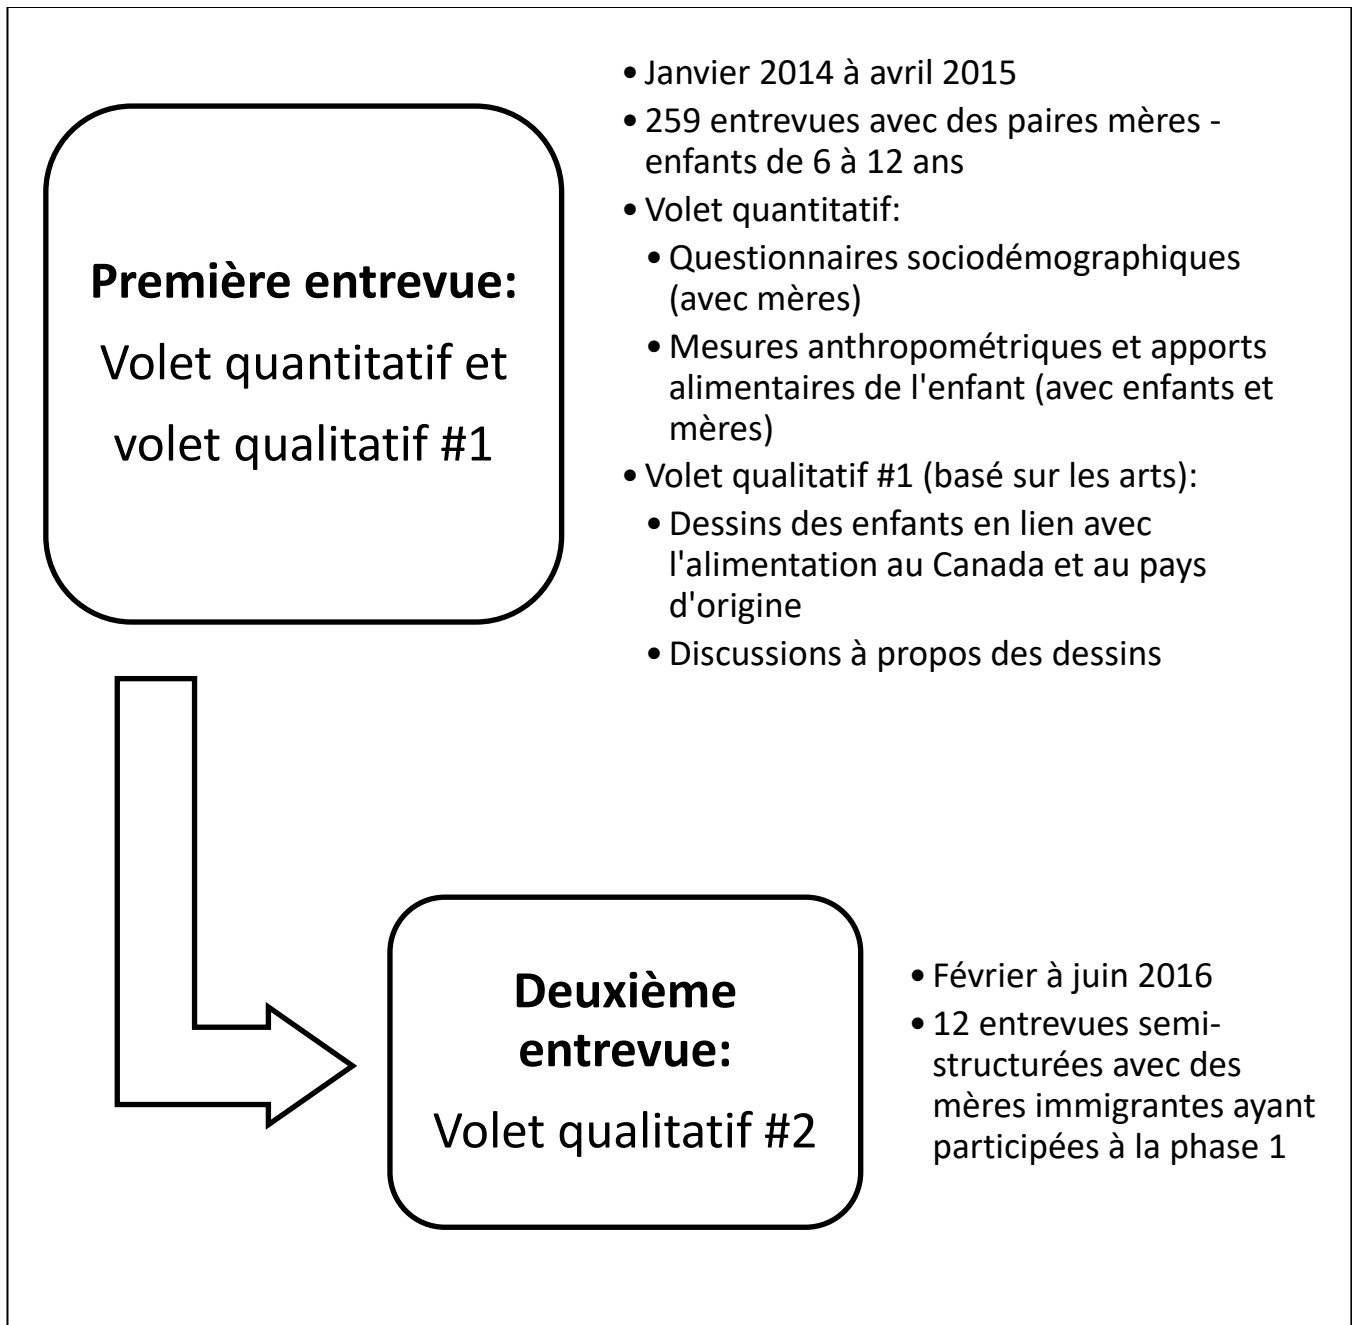 Première entrevue:
Volet quantitatif et
volet qualitatif #1
• Janvier 2014 à avril 2015
• 259 entrevues avec des paires mères -
enfants de 6 à 12 ans
• Volet quantitatif:
• Questionnaires sociodémographiques
(avec mères)
• Mesures anthropométriques et apports
alimentaires de l'enfant (avec enfants et
mères)
• Volet qualitatif #1 (basé sur les arts):
• Dessins des enfants en lien avec
l'alimentation au Canada et au pays
d'origine
• Discussions à propos des dessins
Deuxième
entrevue:
Volet qualitatif #2
• Février à juin 2016
• 12 entrevues semi-
structurées avec des
mères immigrantes ayant
participées à la phase 1